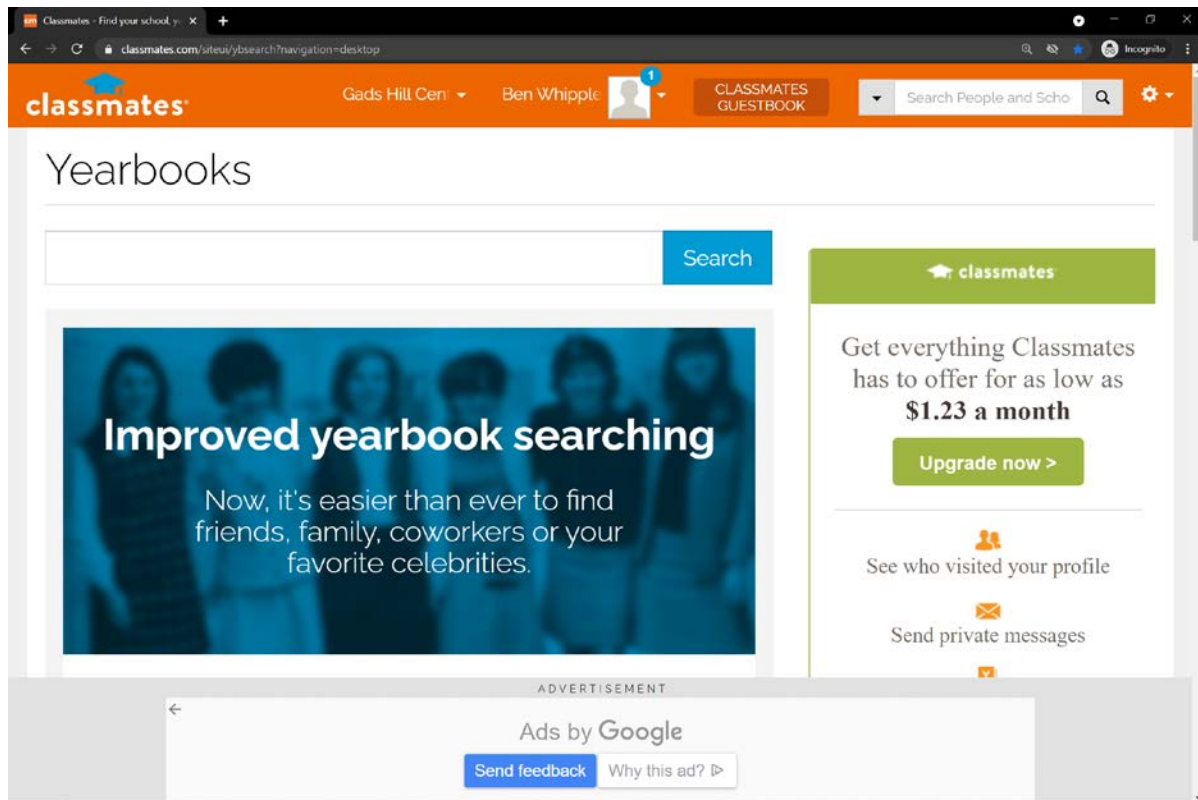 Classmates - Find your school, y
classmates.com/siteui/ybsearch?navigation=desktop
Incognito
classmates
Gads Hill Cent
Ben Whipple
1
CLASSMATES
GUESTBOOK
Search People and Scho
Yearbooks
Search
Improved yearbook searching
Now, it's easier than ever to find
friends, family, coworkers or your
favorite celebrities.
classmates
Get everything Classmates
has to offer for as low as
$1.23 a month
Upgrade now >
See who visited your profile
Send private messages
ADVERTISEMENT
Ads by Google
Send feedback
Why this ad?